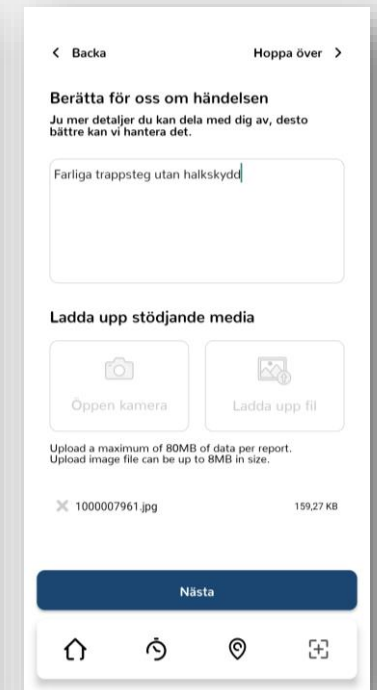 Backa
Hoppa över
Berätta för oss om händelsen
Ju mer detaljer du kan dela med dig av, desto
bättre kan vi hantera det.
Farliga trappsteg utan halkskydd
Ladda upp stödjande media
Öppen kamera
Ladda upp fil
Upload a maximum of 80MB of data per report.
Upload image file can be up to 8MB in size.
1000007961.jpg
159,27 KB
Nästa